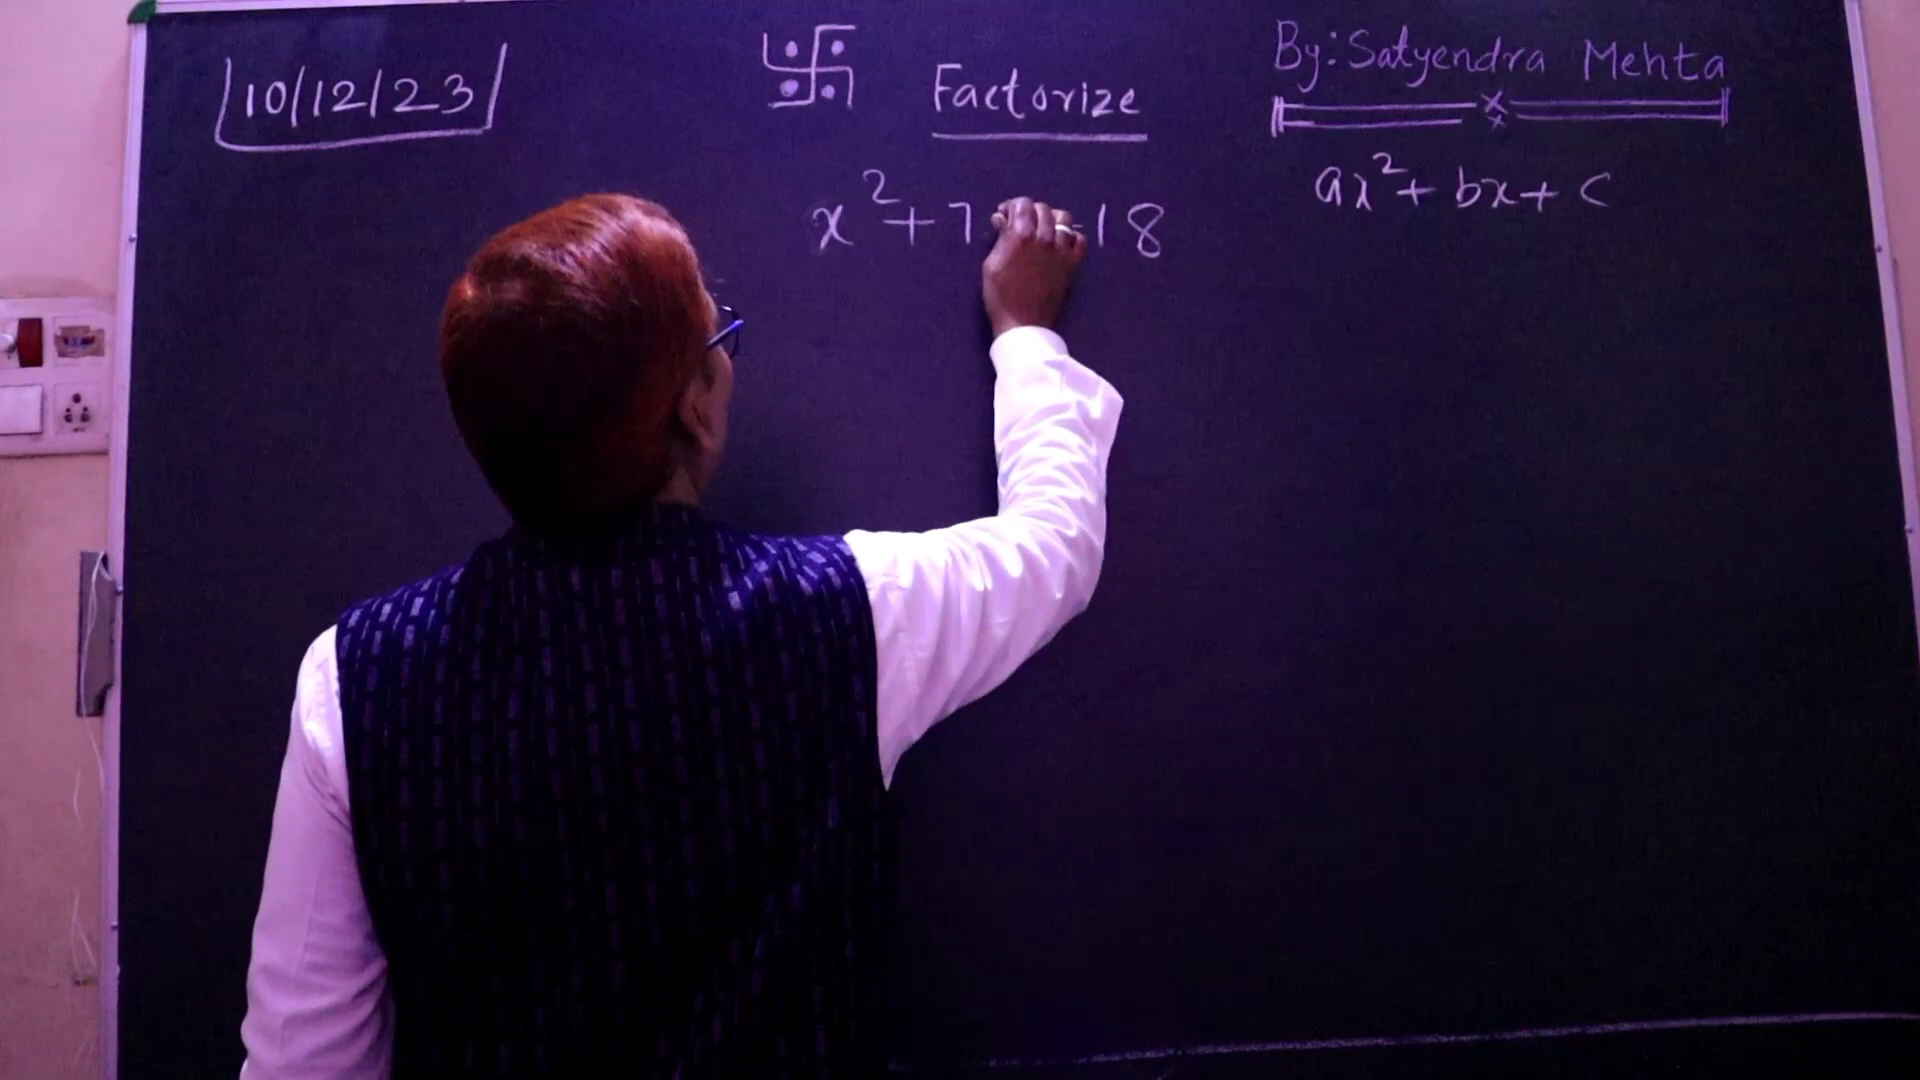 10/12/23
Factorize
By: Satyendra Mehta
ax²+ bx + c
x²+7 -18